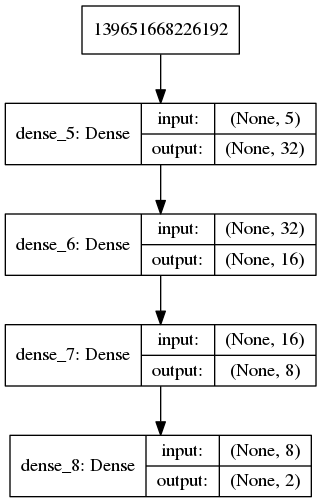 139651668226192
dense_5: Dense
input: (None, 5)
output: (None, 32)
dense_6: Dense
input: (None, 32)
output: (None, 16)
dense_7: Dense
input: (None, 16)
output: (None, 8)
dense_8: Dense
input: (None, 8)
output: (None, 2)